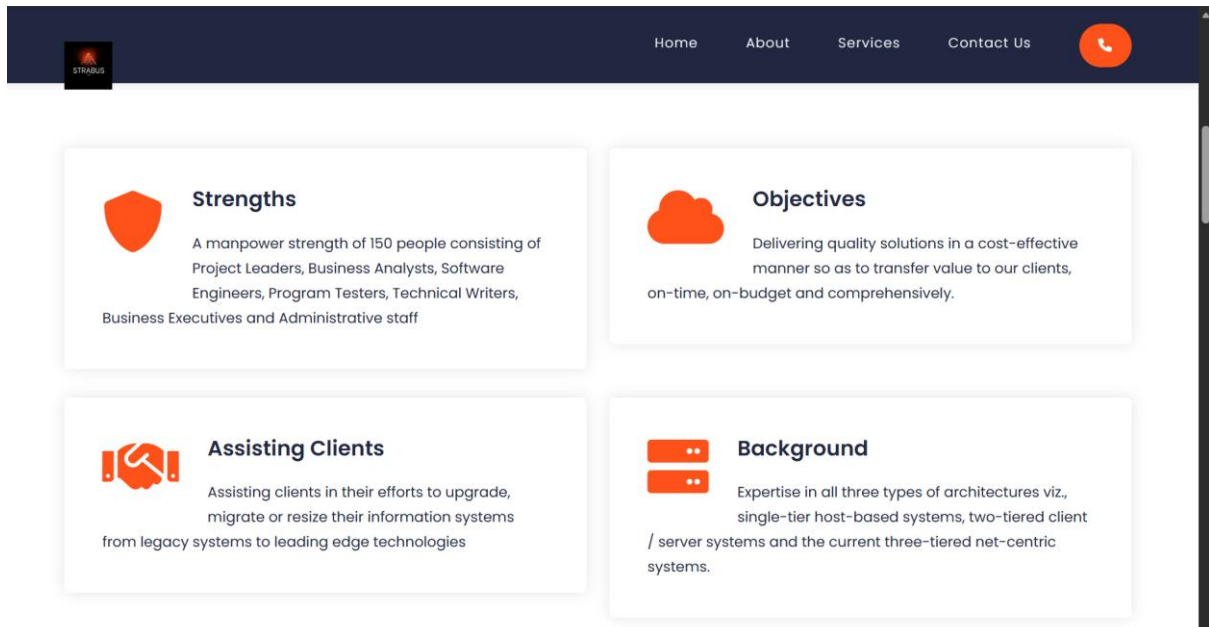 STRABUS
Home About Services Contact Us
Strengths
A manpower strength of 150 people consisting of
Project Leaders, Business Analysts, Software
Engineers, Program Testers, Technical Writers,
Business Executives and Administrative staff
Objectives
Delivering quality solutions in a cost-effective
manner so as to transfer value to our clients,
on-time, on-budget and comprehensively.
Assisting Clients
Assisting clients in their efforts to upgrade,
migrate or resize their information systems
from legacy systems to leading edge technologies
Background
Expertise in all three types of architectures viz.,
single-tier host-based systems, two-tiered client
/ server systems and the current three-tiered net-centric
systems.